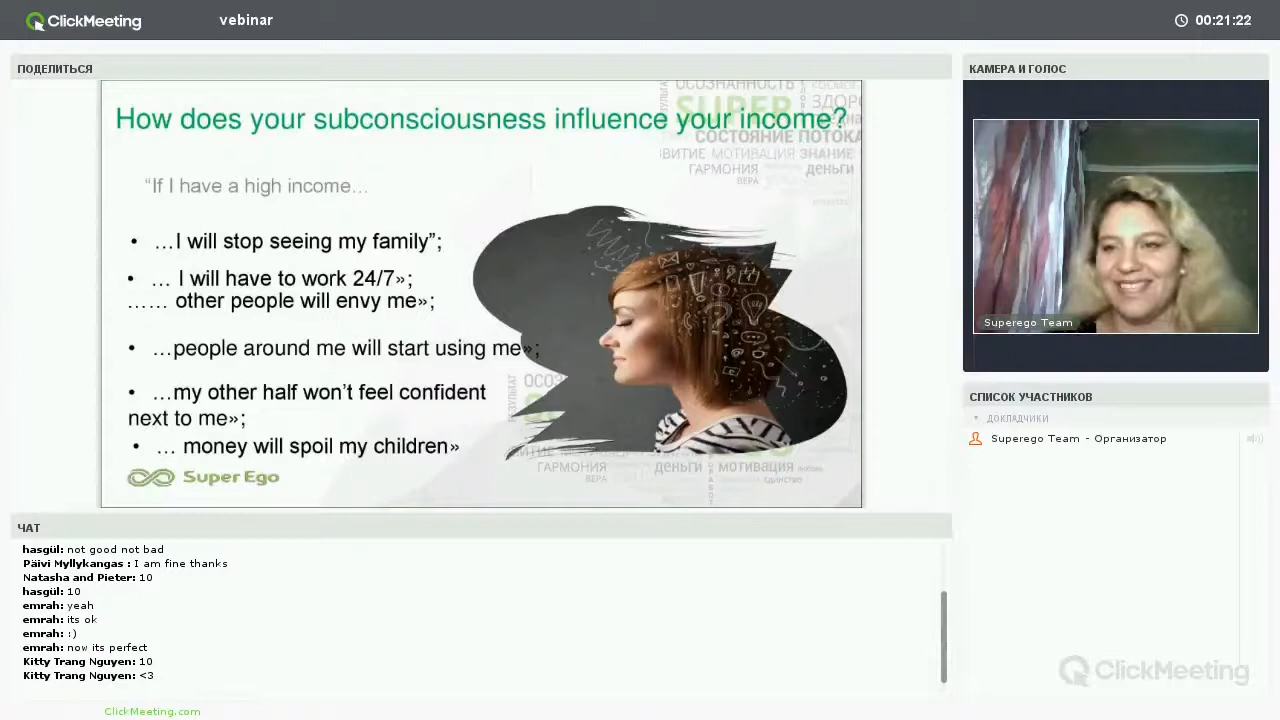 ClickMeeting
vebinar
00:21:22
ПОДЕЛИТЬСЯ
How does your subconsciousness influence your income?
ОСОЗНАННОСТЬ
SUPER
ЗДОРО
СОСТОЯНИЕ ПОТОКА
МОТИВАЦИЯ ЗНАНИЕ
ГАРМОНИЯ
деньги
ВЕРА
“If I have a high income…
• …I will stop seeing my family”;
• … I will have to work 24/7»;
…… other people will envy me»;
• …people around me will start using me»;
• …my other half won’t feel confident
next to me»;
• … money will spoil my children»
РЕЗУЛЬТАТ
ОСОЗ
ГАРМОНИЯ
ВЕРА
деньги
мотивация
Super Ego
КАМЕРА И ГОЛОС
Superego Team
СПИСОК УЧАСТНИКОВ
ДОКЛАДЧИКИ
Superego Team - Организатор
ЧАТ
hasgül: not good not bad
Päivi Myllykangas : I am fine thanks
Natasha and Pieter: 10
hasgül: 10
emrah: yeah
emrah: its ok
emrah: :)
emrah: now its perfect
Kitty Trang Nguyen: 10
Kitty Trang Nguyen: <3
ClickMeeting
ClickMeeting.com